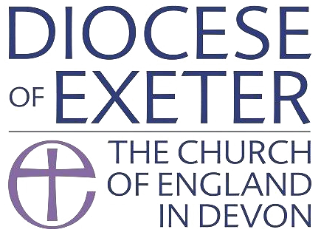 DIOCESE
OF EXETER
THE CHURCH
OF ENGLAND
IN DEVON